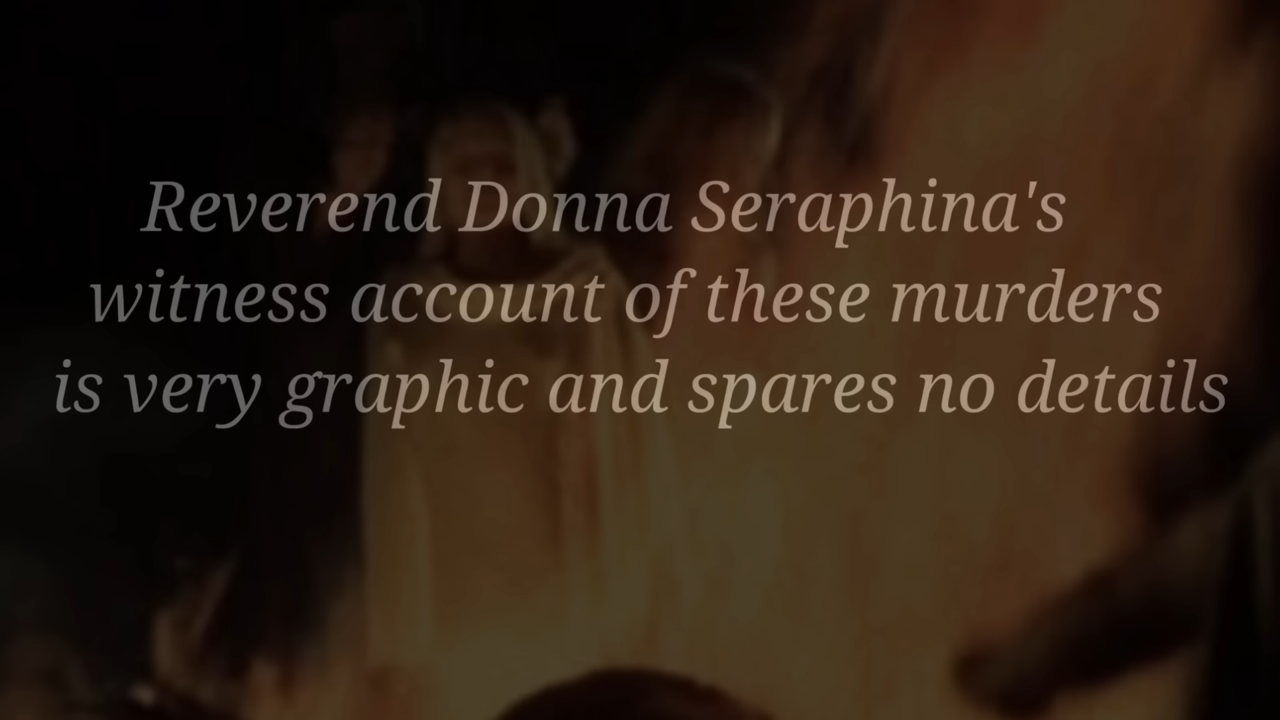 Reverend Donna Seraphina's
witness account of these murders
is very graphic and spares no details